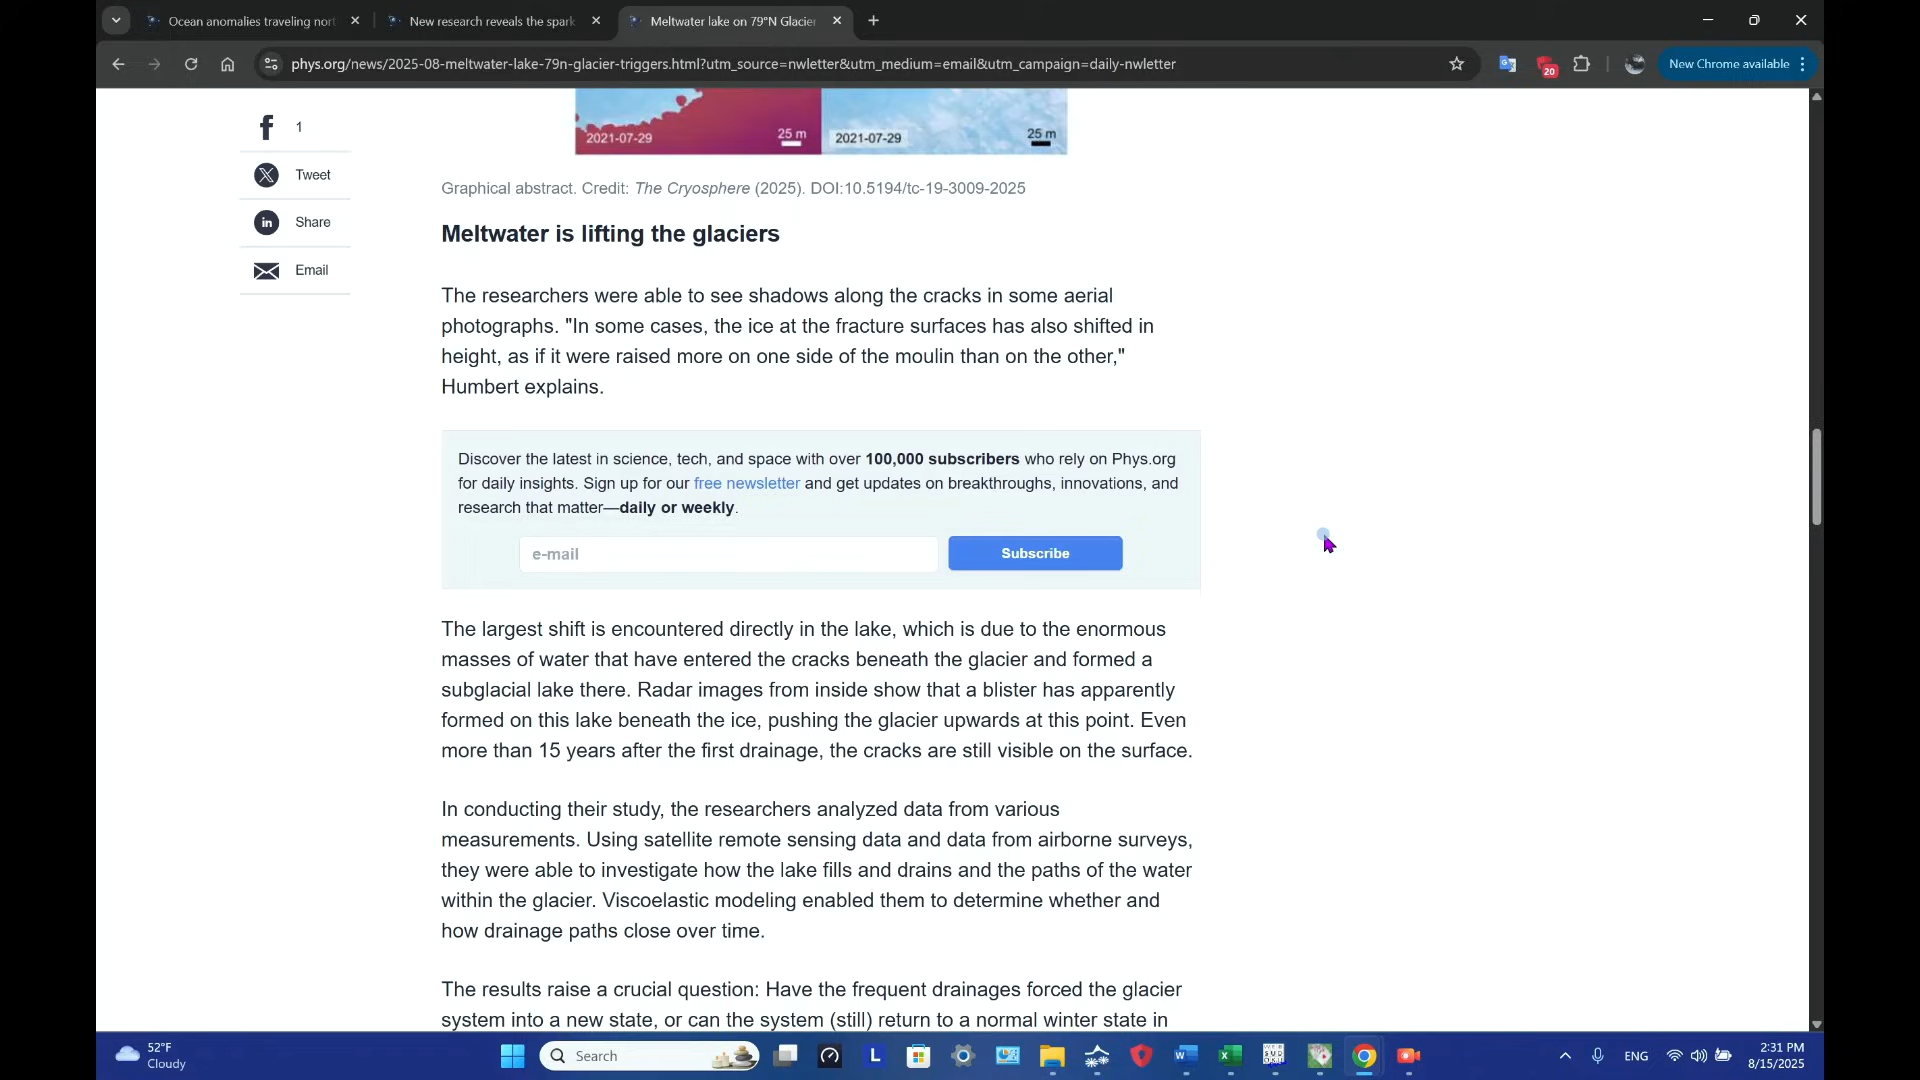 Ocean anomalies traveling nort
New research reveals the spark
Meltwater lake on 79°N Glacier
phys.org/news/2025-08-meltwater-lake-79n-glacier-triggers.html?utm_source=nwletter&utm_medium=email&utm_campaign=daily-nwletter
20
New Chrome available
1
Tweet
Share
Email
2021-07-29
25 m
2021-07-29
25 m
Graphical abstract. Credit: The Cryosphere (2025). DOI:10.5194/tc-19-3009-2025
Meltwater is lifting the glaciers
The researchers were able to see shadows along the cracks in some aerial
photographs. "In some cases, the ice at the fracture surfaces has also shifted in
height, as if it were raised more on one side of the moulin than on the other,"
Humbert explains.
Discover the latest in science, tech, and space with over 100,000 subscribers who rely on Phys.org
for daily insights. Sign up for our free newsletter and get updates on breakthroughs, innovations, and
research that matter—daily or weekly.
e-mail
Subscribe
The largest shift is encountered directly in the lake, which is due to the enormous
masses of water that have entered the cracks beneath the glacier and formed a
subglacial lake there. Radar images from inside show that a blister has apparently
formed on this lake beneath the ice, pushing the glacier upwards at this point. Even
more than 15 years after the first drainage, the cracks are still visible on the surface.
In conducting their study, the researchers analyzed data from various
measurements. Using satellite remote sensing data and data from airborne surveys,
they were able to investigate how the lake fills and drains and the paths of the water
within the glacier. Viscoelastic modeling enabled them to determine whether and
how drainage paths close over time.
The results raise a crucial question: Have the frequent drainages forced the glacier
system into a new state, or can the system (still) return to a normal winter state in
52°F
Cloudy
Search
L
ENG
2:31 PM
8/15/2025